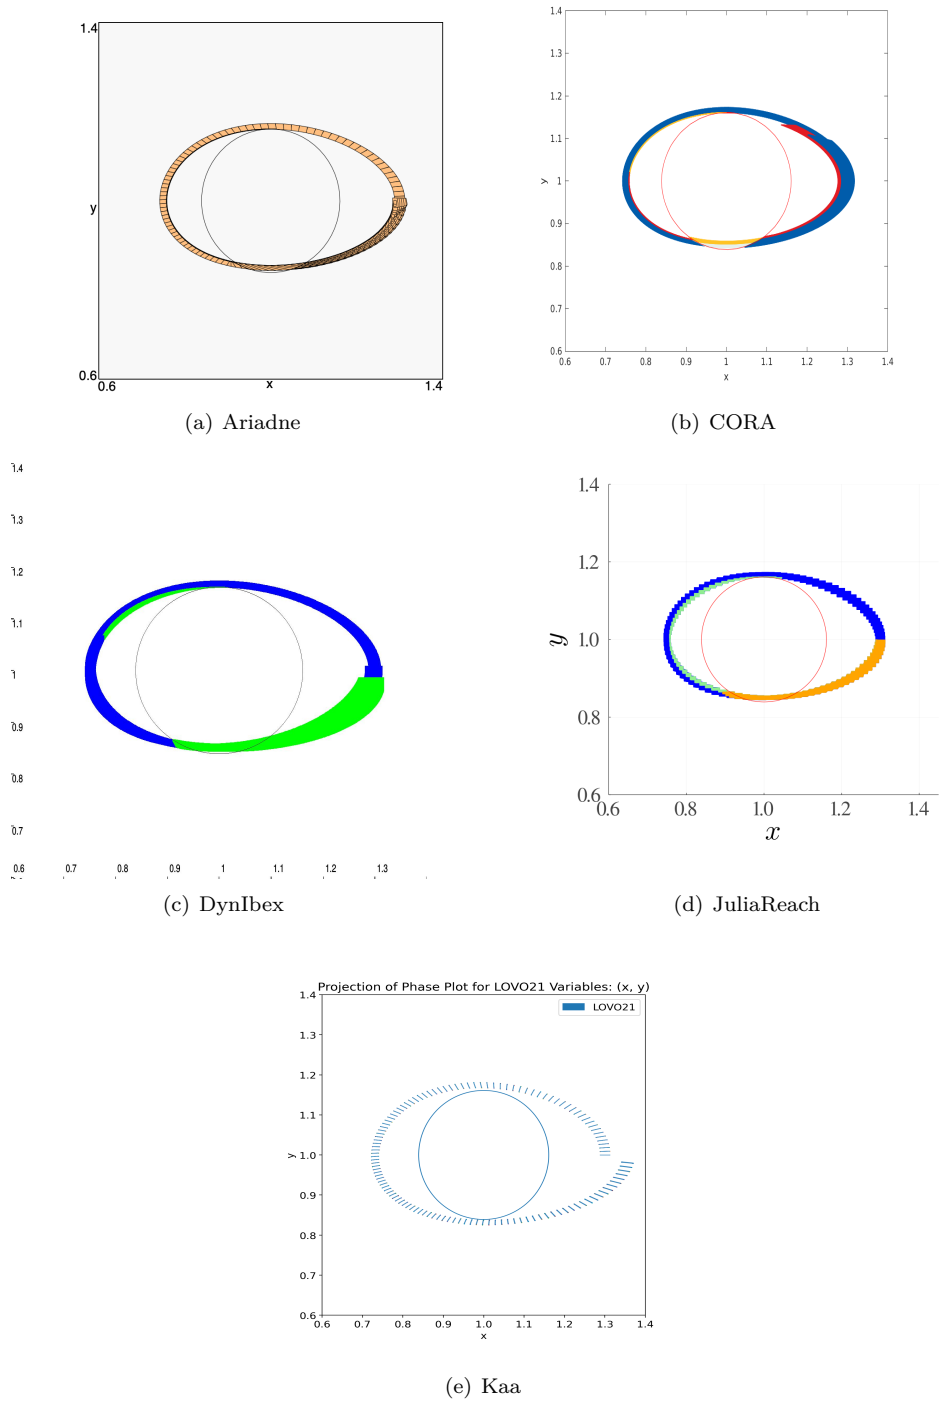 1.4
y
0.6
0.6 x 1.4
(a) Ariadne
1.4
1.3
1.2
1.1
y 1
0.9
0.8
0.7
0.6
0.6 0.7 0.8 0.9 1 1.1 1.2 1.3 1.4
x
(b) CORA
1.4
1.3
1.2
1.1
1
0.9
0.8
0.7
0.6 0.7 0.8 0.9 1 1.1 1.2 1.3
(c) DynIbex
1.4
1.2
y 1.0
0.8
0.6
0.6 0.8 1.0 1.2 1.4
x
(d) JuliaReach
Projection of Phase Plot for LOVO21 Variables: (x, y)
1.4
LOVO21
1.3
1.2
1.1
y 1.0
0.9
0.8
0.7
0.6
0.6 0.7 0.8 0.9 1.0 1.1 1.2 1.3 1.4
x
(e) Kaa